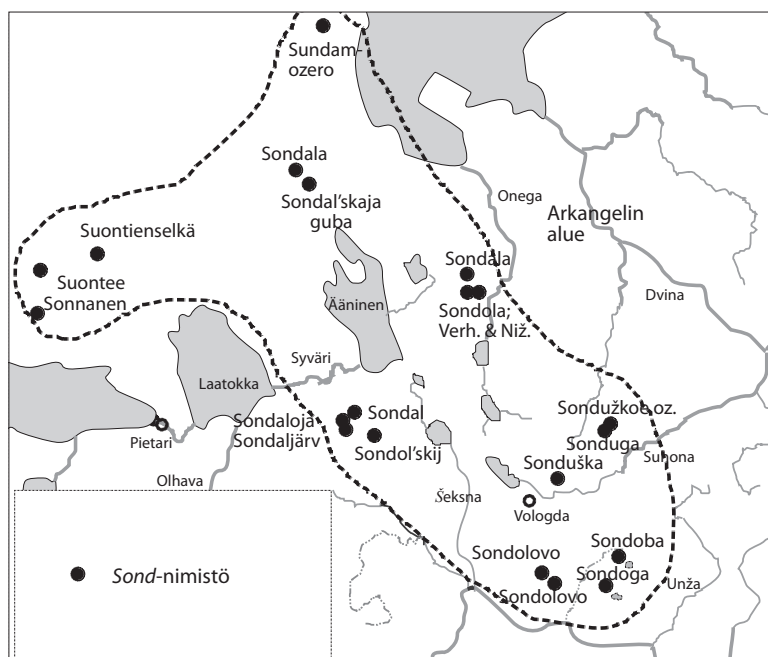 Sundam-
ozero
Sondala
Sondal'skaja
guba
Onega
Arkangelin
alue
Suontienselkä
Suontee
Sonnanen
Sondala
Ääninen
Sondola;
Verh. & Niž.
Dvina
Syväri
Laatokka
Sondaloja
Sondal
Sondaljärv
Sondol'skij
Sondužkoe oz.
Sonduga
Suhona
Pietari
Sonduška
Olhava
Šeksna
Vologda
Sondoba
Sondolovo
Sondoga
Sondolovo
Unža
Sond-nimistö